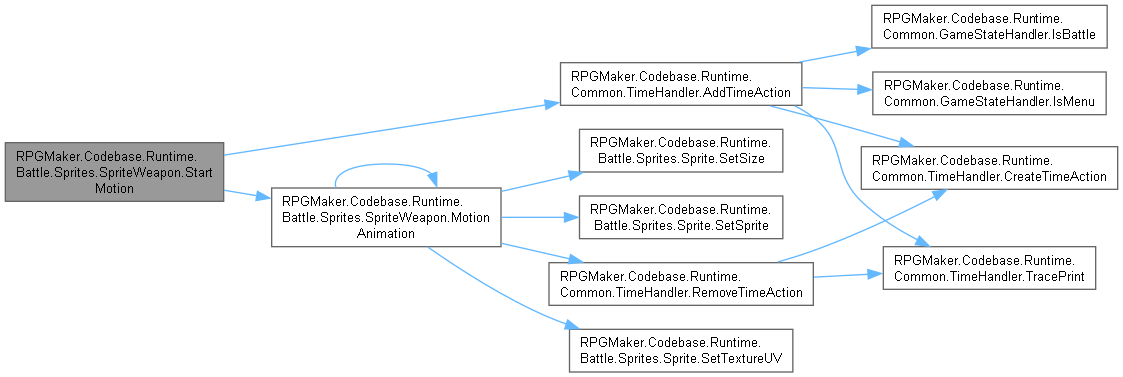 RPGMaker.Codebase.Runtime.
Common.GameStateHandler.IsBattle
RPGMaker.Codebase.Runtime.
Common.TimeHandler.AddTimeAction
RPGMaker.Codebase.Runtime.
Common.GameStateHandler.IsMenu
RPGMaker.Codebase.Runtime.
Battle.Sprites.SpriteWeapon.Start
Motion
RPGMaker.Codebase.Runtime.
Battle.Sprites.Sprite.SetSize
RPGMaker.Codebase.Runtime.
Common.TimeHandler.CreateTimeAction
RPGMaker.Codebase.Runtime.
Battle.Sprites.SpriteWeapon.Motion
Animation
RPGMaker.Codebase.Runtime.
Battle.Sprites.Sprite.SetSprite
RPGMaker.Codebase.Runtime.
Common.TimeHandler.RemoveTimeAction
RPGMaker.Codebase.Runtime.
Common.TimeHandler.TracePrint
RPGMaker.Codebase.Runtime.
Battle.Sprites.Sprite.SetTextureUV